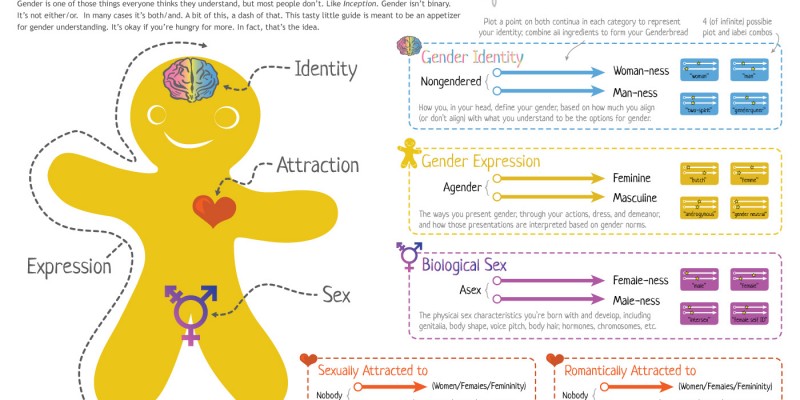 Gender is one of those things everyone thinks they understand, but most people don't. Like Inception. Gender isn't binary.
It's not either/or. In many cases it's both/and. A bit of this, a dash of that. This tasty little guide is meant to be an appetizer
for gender understanding. It's okay if you're hungry for more. In fact, that's the idea.
Identity
Attraction
Expression
Sex
Plot a point on both continua in each category to represent
your identity; combine all ingredients to form your Genderbread
4 (of infinite) possible
plot and label combos
Gender Identity
Nongendered
Woman-ness
Man-ness
"woman"
"man"
"two-spirit"
"genderqueer"
How you, in your head, define your gender, based on how much you align
(or don't align) with what you understand to be the options for gender.
Gender Expression
Agender
Feminine
Masculine
"butch"
"femme"
"androgynous"
"gender neutral"
The ways you present gender, through your actions, dress, and demeanor,
and how those presentations are interpreted based on gender norms.
Biological Sex
Asex
Female-ness
Male-ness
"male"
"female"
"intersex"
"female self ID"
The physical sex characteristics you're born with and develop, including
genitalia, body shape, voice pitch, body hair, hormones, chromosomes, etc.
Sexually Attracted to
Nobody
(Women/Females/Femininity)
Romantically Attracted to
Nobody
(Women/Females/Femininity)